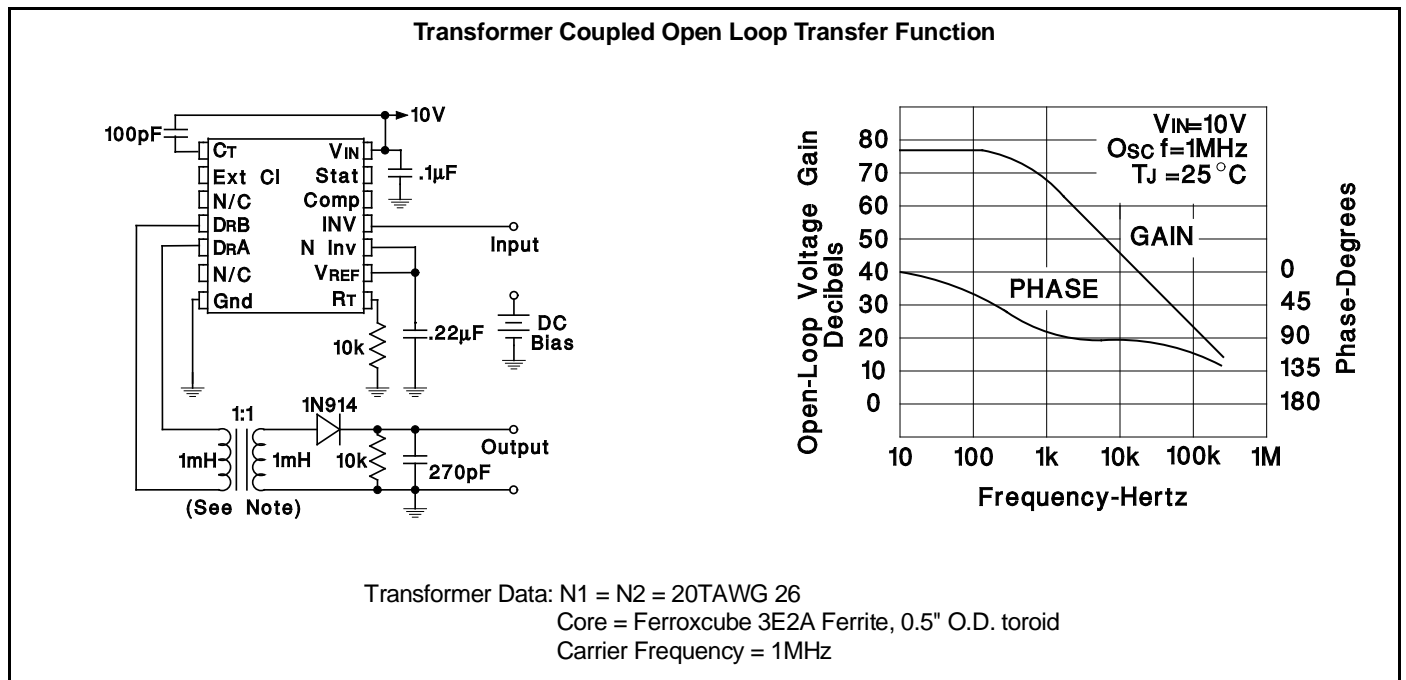 Transformer Coupled Open Loop Transfer Function
10V
100pF
CT
Ext Cl
N/C
DRB
DRA
N/C
Gnd
VIN
Stat
Comp
INV
N Inv
VREF
RT
.1µF
Input
10k
.22µF
DC
Bias
1:1
1N914
1mH
1mH
10k
270pF
Output
(See Note)
Open-Loop Voltage Gain
Decibels
80
70
60
50
40
30
20
10
0
VIN=10V
Osc f=1MHz
TJ =25°C
GAIN
PHASE
0
45
90
135
180
Phase-Degrees
10
100
1k
10k
100k
1M
Frequency-Hertz
Transformer Data: N1 = N2 = 20TAWG 26
Core = Ferroxcube 3E2A Ferrite, 0.5" O.D. toroid
Carrier Frequency = 1MHz